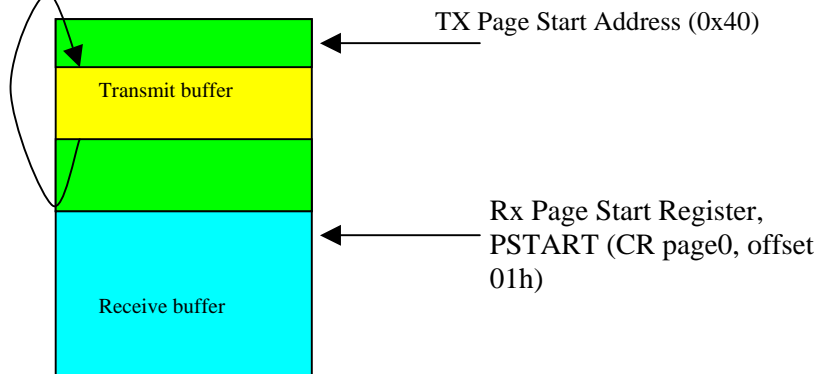 TX Page Start Address (0x40)
Transmit buffer
Rx Page Start Register,
PSTART (CR page0, offset
01h)
Receive buffer